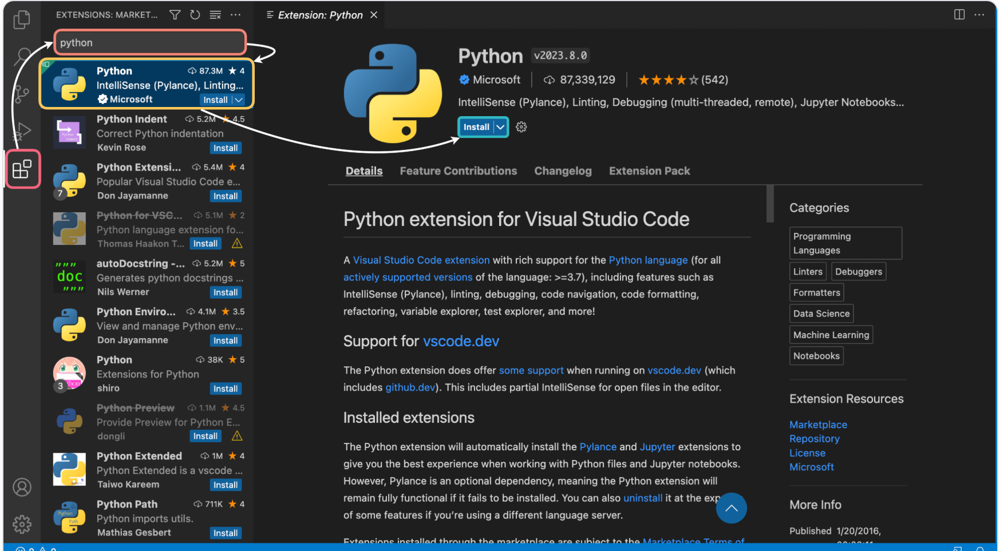 EXTENSIONS: MARKET...
python
Python 87.3M ★ 4
IntelliSense (Pylance), Linting...
Microsoft Install
Python Indent 5.2M ★ 4.5
Correct Python indentation
Kevin Rose Install
Python Extensi... 5.4M ★ 4
Popular Visual Studio Code e...
7
Don Jayamanne Install
Python for VSC... 5.1M ★ 2
Python language extension fo...
Thomas Haakon T... Install
autoDocstring -... 5.2M ★ 5
"""
doc
"""
Generates python docstrings ...
Nils Werner Install
Python Enviro... 4.1M ★ 3.5
View and manage Python env...
Don Jayamanne Install
Python 38K ★ 5
Extensions for Python
3
shiro Install
Python Preview 1.1M ★ 4.5
Provide Preview for Python E...
dongli Install
Python Extended 1M ★ 4
Python Extended is a vscode ...
Taiwo Kareem Install
Python Path 711K ★ 4
Python
Path
Python imports utils.
Mathias Gesbert Install
Extension: Python
Python v2023.8.0
Microsoft 87,339,129 ★★★★☆ (542)
IntelliSense (Pylance), Linting, Debugging (multi-threaded, remote), Jupyter Notebooks...
Install
Details Feature Contributions Changelog Extension Pack
Python extension for Visual Studio Code
A Visual Studio Code extension with rich support for the Python language (for all
actively supported versions of the language: >=3.7), including features such as
IntelliSense (Pylance), linting, debugging, code navigation, code formatting,
refactoring, variable explorer, test explorer, and more!
Support for vscode.dev
The Python extension does offer some support when running on vscode.dev (which
includes github.dev). This includes partial IntelliSense for open files in the editor.
Installed extensions
The Python extension will automatically install the Pylance and Jupyter extensions to
give you the best experience when working with Python files and Jupyter notebooks.
However, Pylance is an optional dependency, meaning the Python extension will
remain fully functional if it fails to be installed. You can also uninstall it at the exp
of some features if you’re using a different language server.
Extensions installed through the marketplace are subject to the Marketplace Terms of
Categories
Programming
Languages
Linters Debuggers
Formatters
Data Science
Machine Learning
Notebooks
Extension Resources
Marketplace
Repository
License
Microsoft
More Info
Published 1/20/2016,